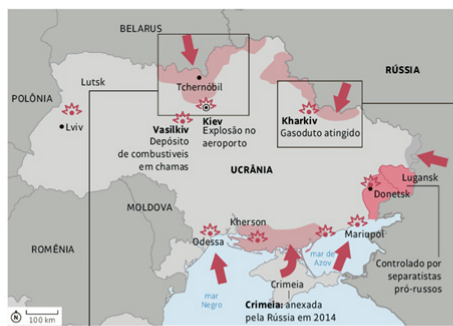 BELARUS
RÚSSIA
POLÔNIA
Lutsk
Tchernóbil
Lviv
Kiev
Explosão no
aeroporto
Vasilkiv
Depósito
de combustíveis
em chamas
Kharkiv
Gasoduto atingido
UCRÂNIA
Lugansk
Donetsk
MOLDOVA
Kherson
Odessa
Mariupol
mar de
Azov
ROMÊNIA
Controlado por
separatistas
pró-russos
Crimeia
mar
Negro
Crimeia: anexada
pela Rússia em 2014
N
100 km